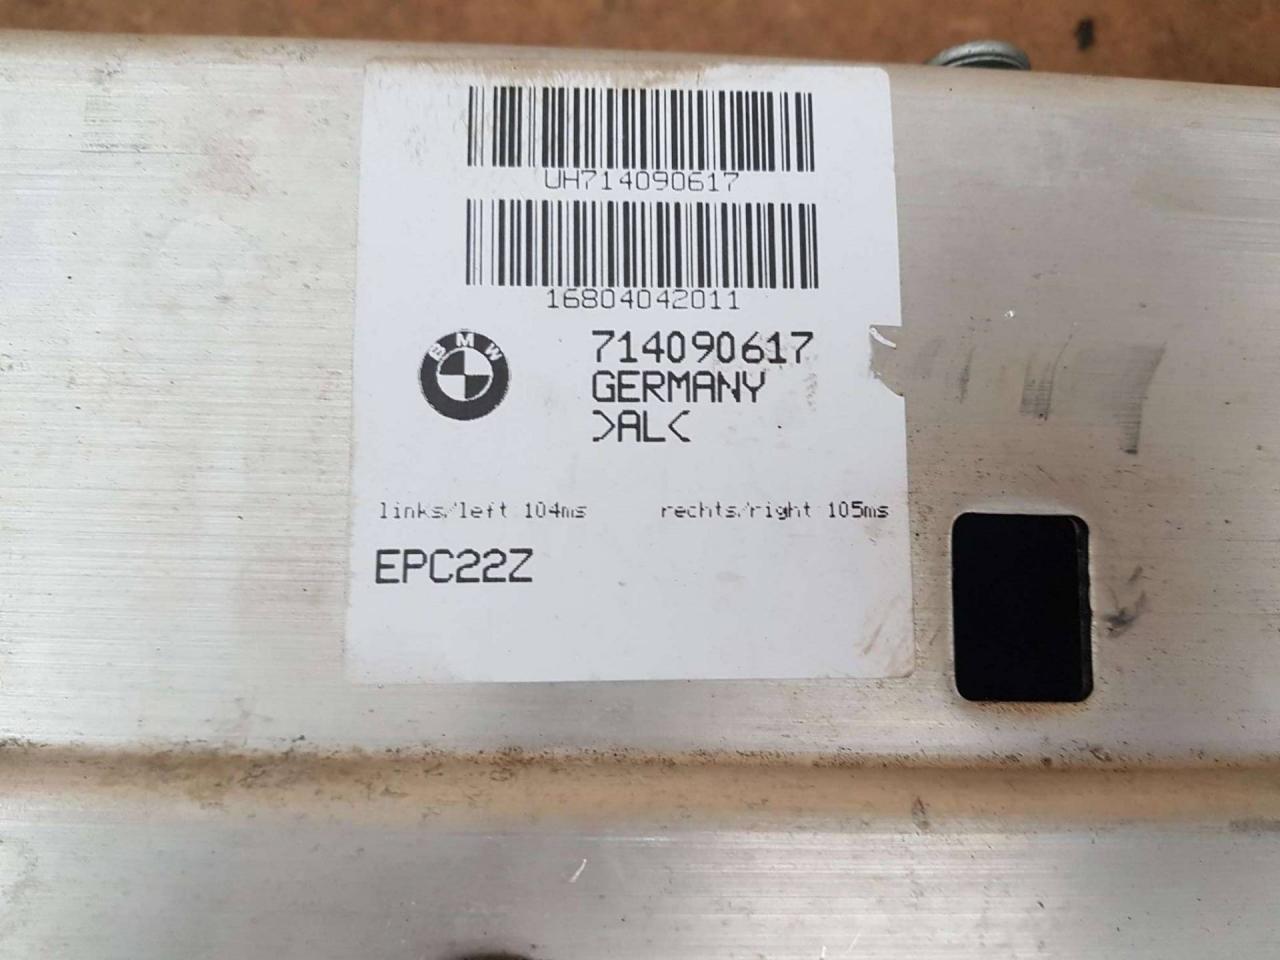 UH714090617
16804042011
BMW
714090617
GERMANY
>AL<
links/left 104ms rechts/right 105ms
EPC22Z